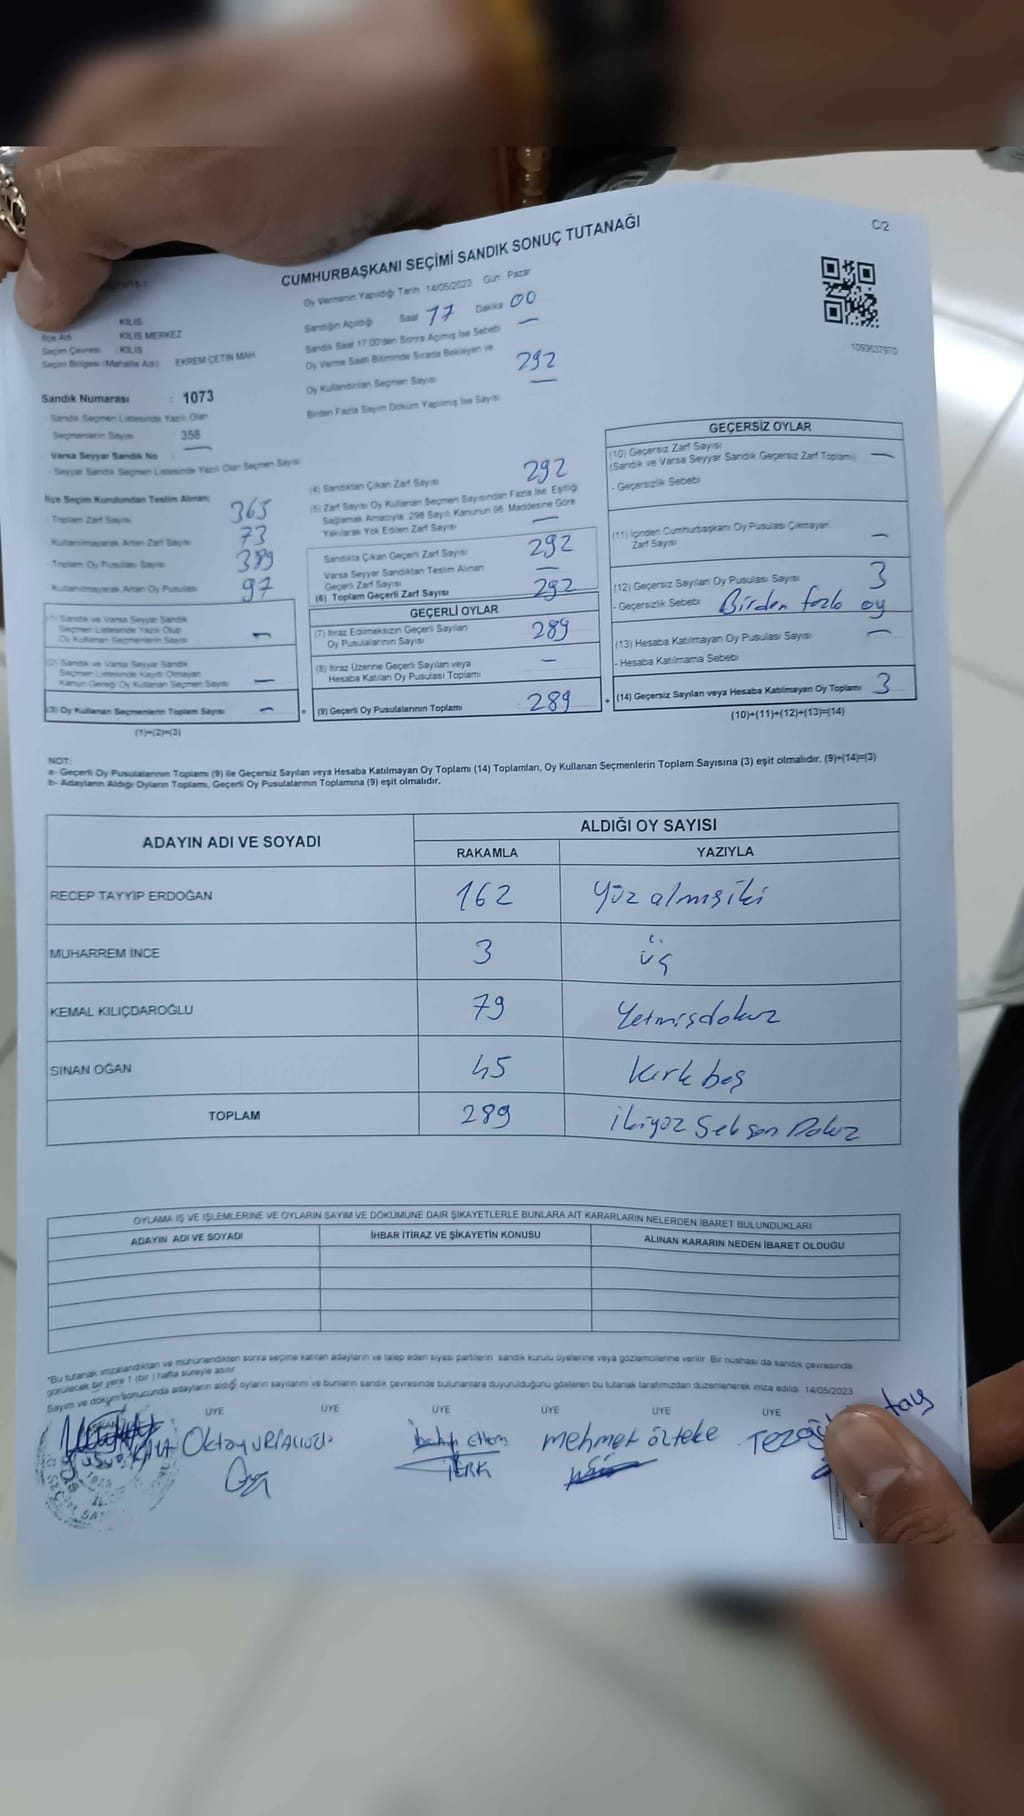 C/2
CUMHURBAŞKANI SEÇİMİ SANDIK SONUÇ TUTANAĞI
Oy Vermenin Yapıldığı Tarih 14/05/2023 Gün Pazar
Sandığın Açıldığı Saat 17 Dakika 00
Sandık Saat 17:00'den Sonra Açımış İse Sebebi —
Oy Verme Saati Bitiminde Sırada Bekleyen ve
Oy Kullandırılan Seçmen Sayısı 292
Birden Fazla Sayım Döküm Yapılmış İse Sayısı —
1093637970
KİLİS
İlçe Adı KİLİS MERKEZ
Seçim Çevresi : KİLİS
Seçim Bölgesi (Mahalle Adı) EKREM ÇETİN MAH
Sandık Numarası : 1073
Sandık Seçmen Listesinde Yazılı Olan
Seçmenlerin Sayısı 358
Varsa Seyyar Sandık No : —
- Seyyar Sandık Seçmen Listesinde Yazılı Olan Seçmen Sayısı
İlçe Seçim Kurulundan Teslim Alınan;
- Toplam Zarf Sayısı 365
Kullanılmayarak Artan Zarf Sayısı 73
- Toplam Oy Pusulası Sayısı 389
Kullanılmayarak Artan Oy Pusulası 97
(1) Sandık ve Varsa Seyyar Sandık
Seçmen Listesinde Yazılı Olup
Oy Kullanan Seçmenlerin Sayısı —
(2) Sandık ve Varsa Seyyar Sandık
Seçmen Listesinde Kayıtlı Olmayan
Kanun Gereği Oy Kullanan Seçmen Sayısı —
(3) Oy Kullanan Seçmenlerin Toplam Sayısı —
(1)+(2)=(3)
(4) Sandıktan Çıkan Zarf Sayısı 292
(5) Zarf Sayısı Oy Kullanan Seçmen Sayısından Fazla İse, Eşitliği
Sağlamak Amacıyla, 298 Sayılı Kanunun 98. Maddesine Göre
Yakılarak Yok Edilen Zarf Sayısı —
Sandıkta Çıkan Geçerli Zarf Sayısı 292
Varsa Seyyar Sandıktan Teslim Alınan
Geçerli Zarf Sayısı —
(6) Toplam Geçerli Zarf Sayısı 292
GEÇERLİ OYLAR
(7) İtiraz Edilmeksizin Geçerli Sayılan
Oy Pusulalarının Sayısı 289
(8) İtiraz Üzerine Geçerli Sayılan veya
Hesaba Katılan Oy Pusulası Toplamı —
= (9) Geçerli Oy Pusulalarının Toplamı 289 +
GEÇERSİZ OYLAR
(10) Geçersiz Zarf Sayısı
(Sandık ve Varsa Seyyar Sandık Geçersiz Zarf Toplamı) —
- Geçersizlik Sebebi
(11) İçinden Cumhurbaşkanı Oy Pusulası Çıkmayan
Zarf Sayısı —
(12) Geçersiz Sayılan Oy Pusulası Sayısı 3
- Geçersizlik Sebebi Birden fazla oy
(13) Hesaba Katılmayan Oy Pusulası Sayısı —
- Hesaba Katılmama Sebebi
(14) Geçersiz Sayılan veya Hesaba Katılmayan Oy Toplamı 3
(10)+(11)+(12)+(13)=(14)
NOT:
a- Geçerli Oy Pusulalarının Toplamı (9) ile Geçersiz Sayılan veya Hesaba Katılmayan Oy Toplamı (14) Toplamları, Oy Kullanan Seçmenlerin Toplam Sayısına (3) eşit olmalıdır. (9)+(14)=(3)
b- Adayların Aldığı Oyların Toplamı, Geçerli Oy Pusulalarının Toplamına (9) eşit olmalıdır.
ADAYIN ADI VE SOYADI ALDIĞI OY SAYISI
RAKAMLA YAZIYLA
RECEP TAYYİP ERDOĞAN 162 Yüz almışiki
MUHARREM İNCE 3 üç
KEMAL KILIÇDAROĞLU 79 Yetmişdokuz
SİNAN OĞAN 45 Kırk beş
TOPLAM 289 ikiyüz Seksen Dokuz
OYLAMA İŞ VE İŞLEMLERİNE VE OYLARIN SAYIM VE DÖKÜMÜNE DAİR ŞİKAYETLERLE BUNLARA AİT KARARLARIN NELERDEN İBARET BULUNDUKLARI
ADAYIN ADI VE SOYADI İHBAR İTİRAZ VE ŞİKAYETİN KONUSU ALINAN KARARIN NEDEN İBARET OLDUĞU
*Bu tutanak imzalandıktan ve mühürlendikten sonra seçime katılan adayların ve talep eden siyasi partilerin sandık kurulu üyelerine veya gözlemcilerine verilir. Bir nüshası da sandık çevresinde
görülecek bir yere 1 (bir) hafta süreyle asılır.
Sayım ve döküm sonucunda adayların aldığı oyların sayılarını ve bunların sandık çevresinde bulunanlara duyurulduğunu gösteren bu tutanak tarafımızdan düzenlenerek imza edildi. 14/05/2023
ÜYE ÜYE ÜYE ÜYE ÜYE ÜYE
Oktay Mehmet özteke